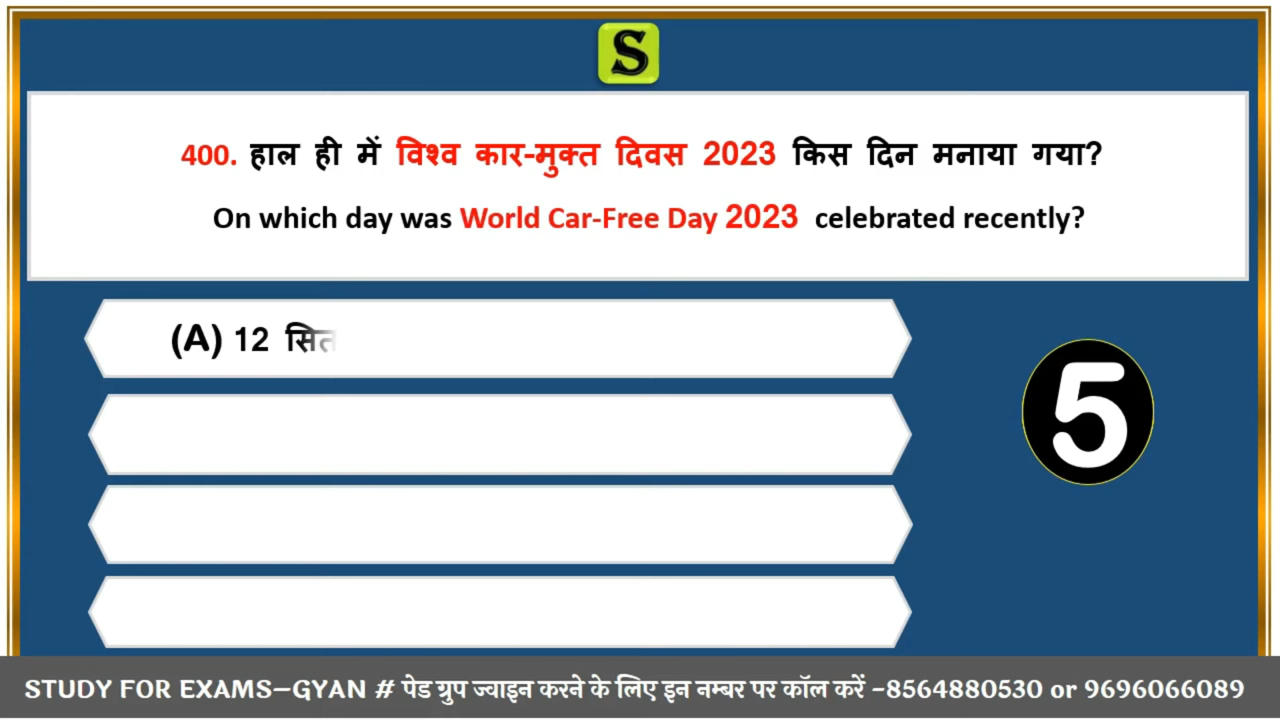 S
400. हाल ही में विश्व कार-मुक्त दिवस 2023 किस दिन मनाया गया?
On which day was World Car-Free Day 2023 celebrated recently?
(A) 12 सित
5
STUDY FOR EXAMS–GYAN # पेड ग्रुप ज्वाइन करने के लिए इन नम्बर पर कॉल करें –8564880530 or 9696066089